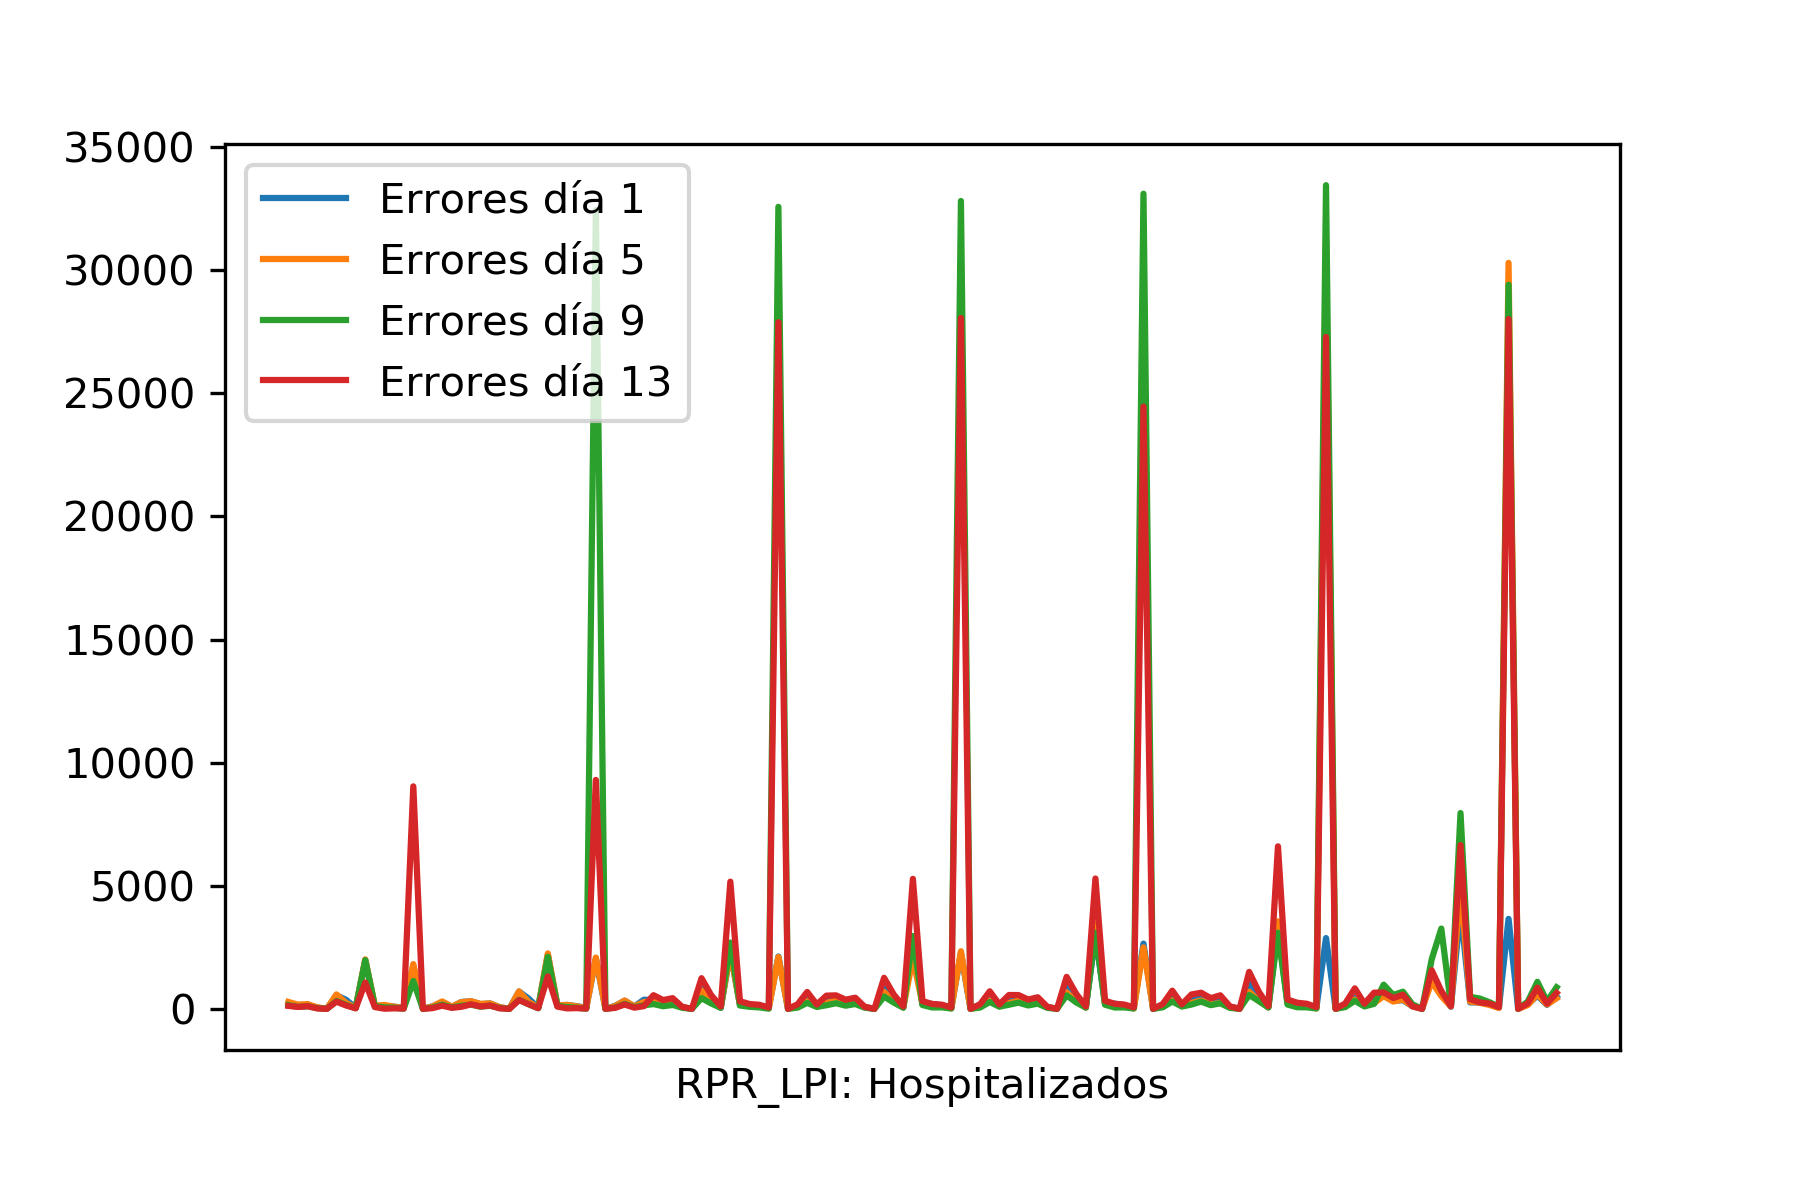 35000
30000
25000
20000
15000
10000
5000
0
Errores día 1
Errores día 5
Errores día 9
Errores día 13
RPR_LPI: Hospitalizados